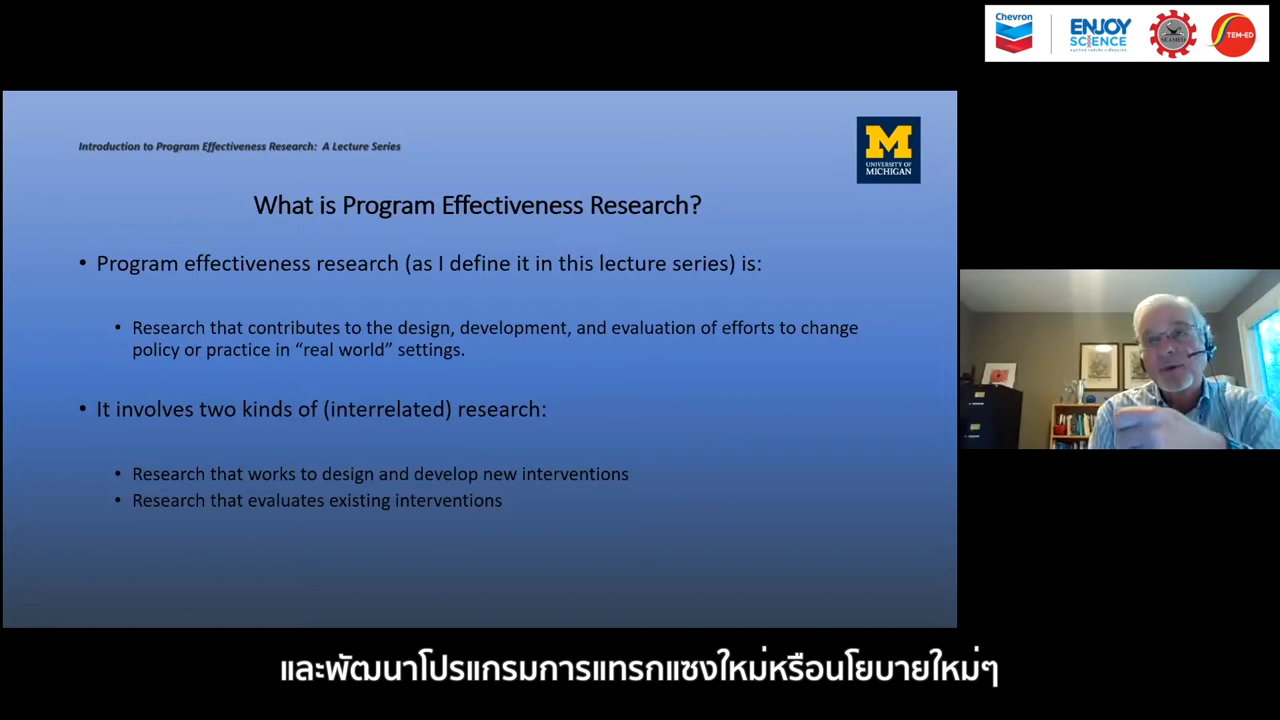 Chevron
ENJOY
SCIENCE
SEAMEO
STEM-ED
Introduction to Program Effectiveness Research: A Lecture Series
M
UNIVERSITY OF
MICHIGAN
What is Program Effectiveness Research?
• Program effectiveness research (as I define it in this lecture series) is:
• Research that contributes to the design, development, and evaluation of efforts to change
policy or practice in “real world” settings.
• It involves two kinds of (interrelated) research:
• Research that works to design and develop new interventions
• Research that evaluates existing interventions
และพัฒนาโปรแกรมการแทรกแซงใหม่หรือนโยบายใหม่ๆ